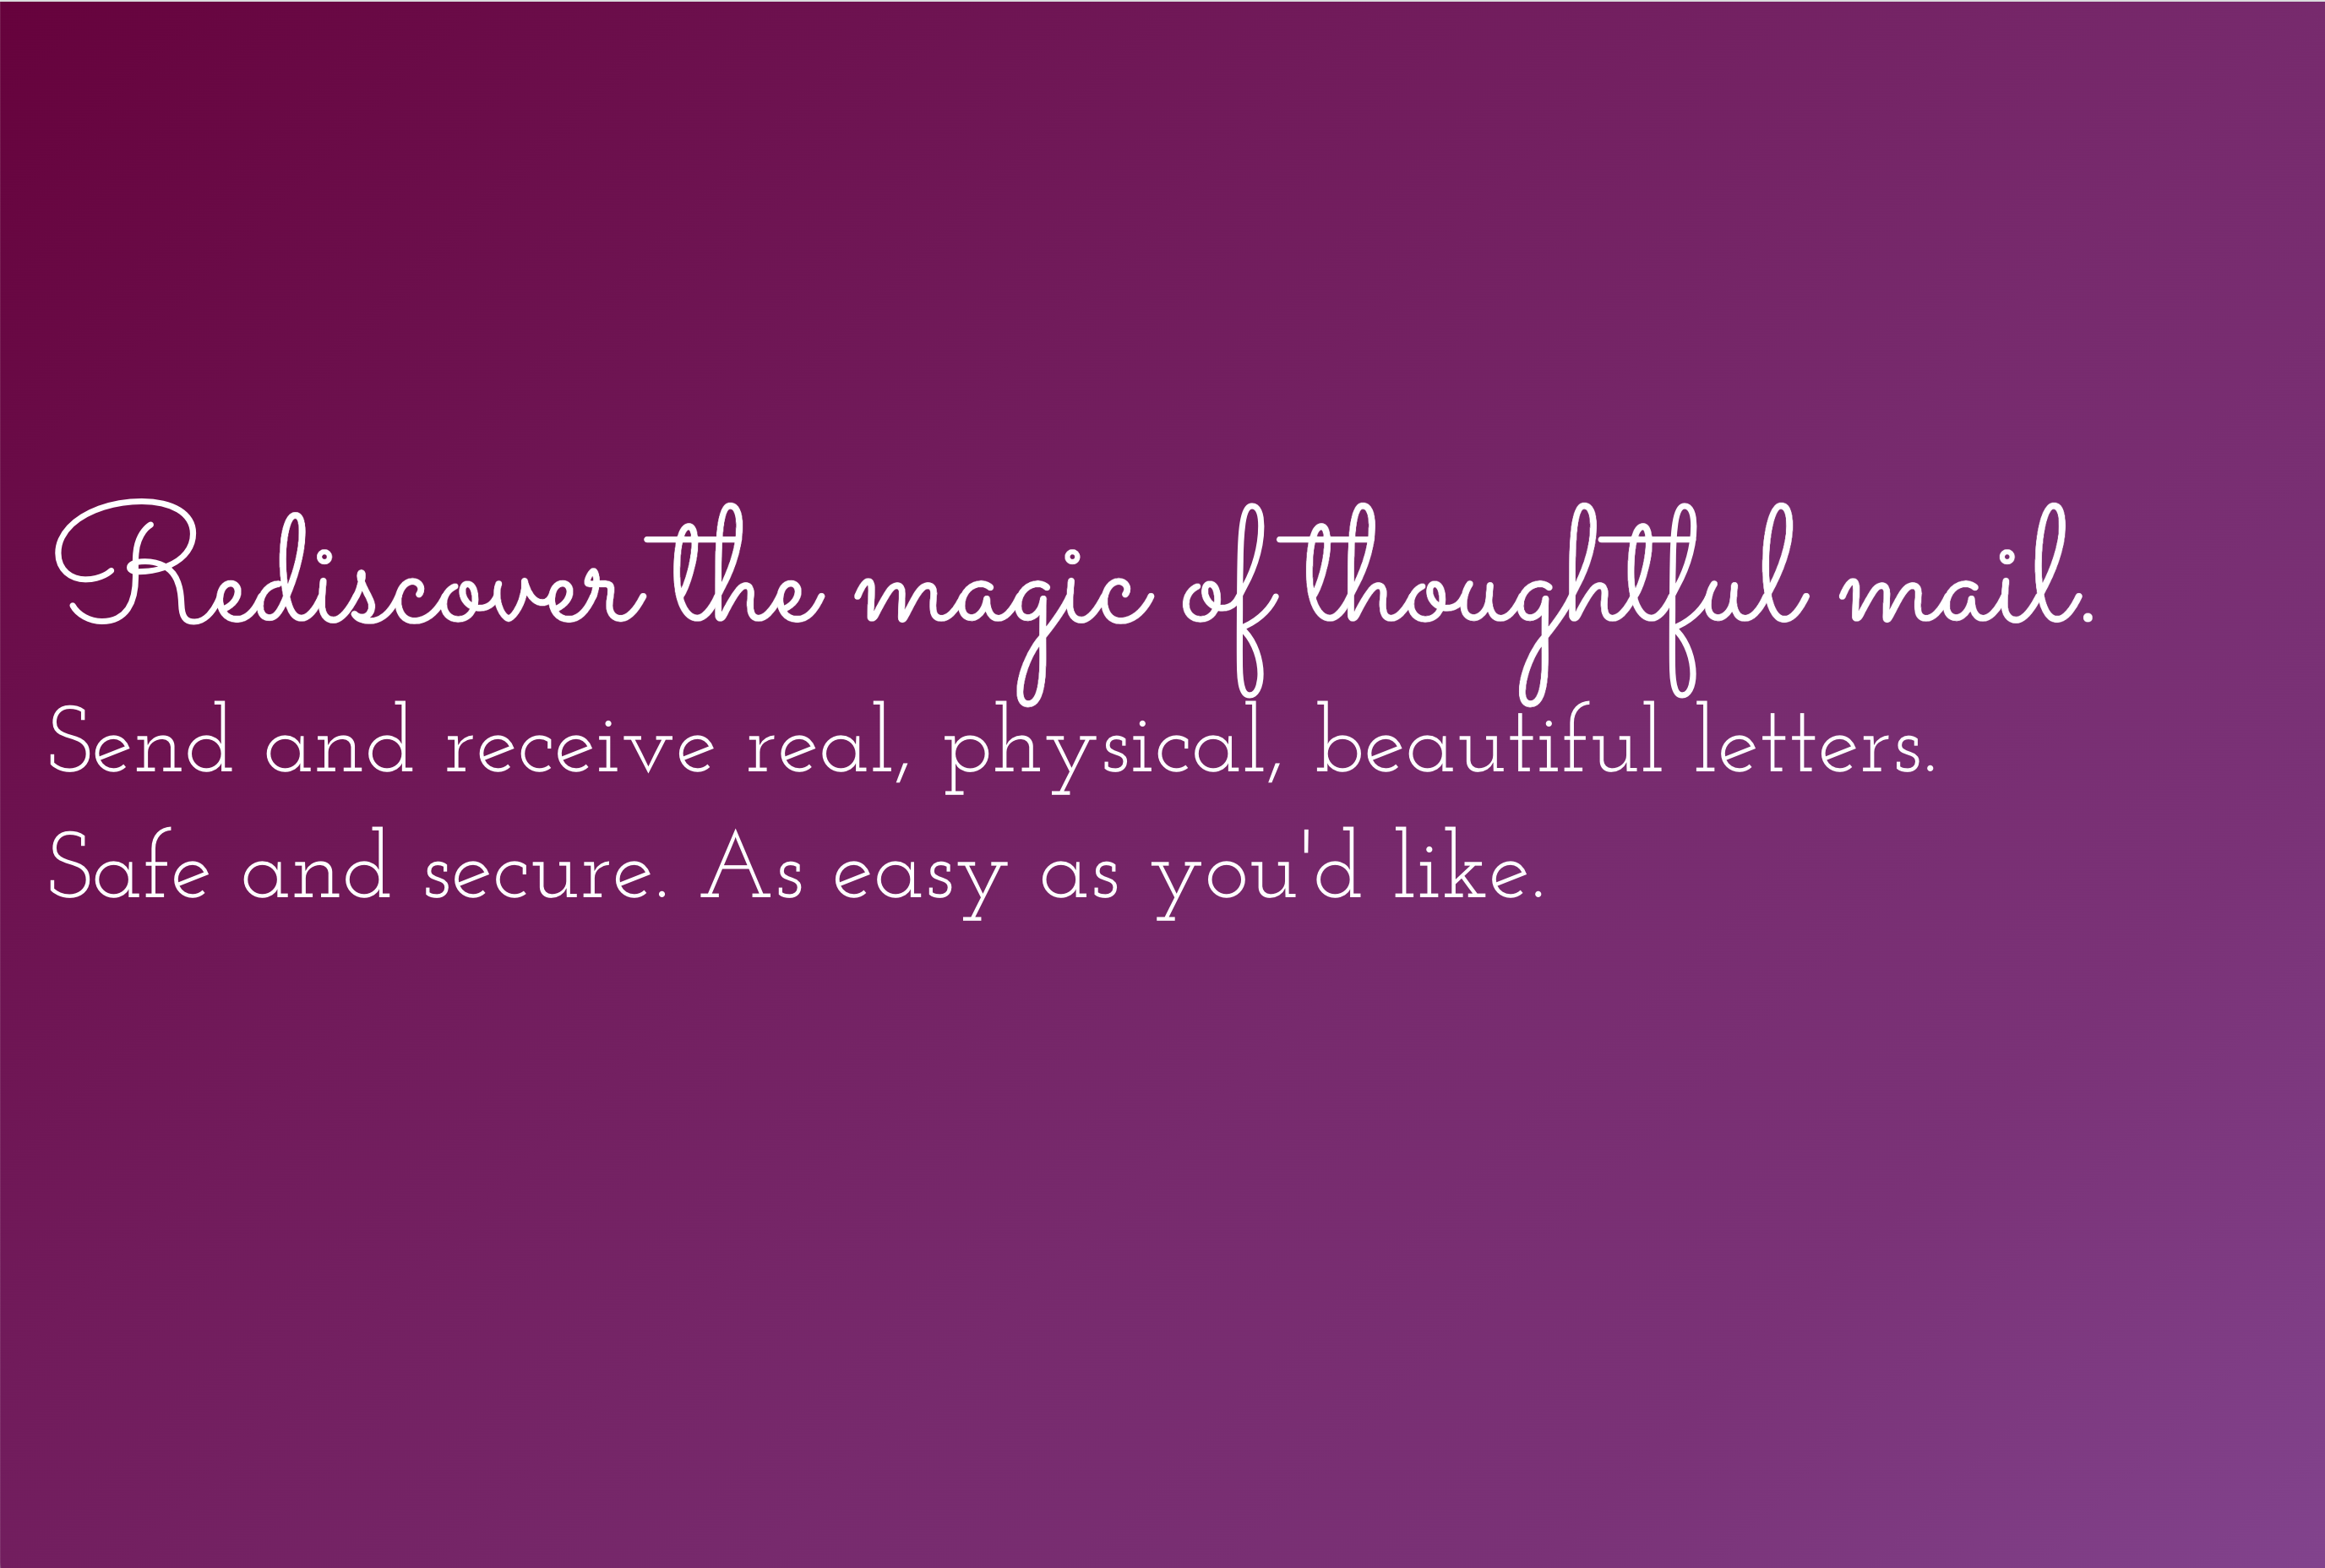 Rediscover the magic of thoughtful mail.
Send and receive real, physical, beautiful letters.
Safe and secure. As easy as you'd like.